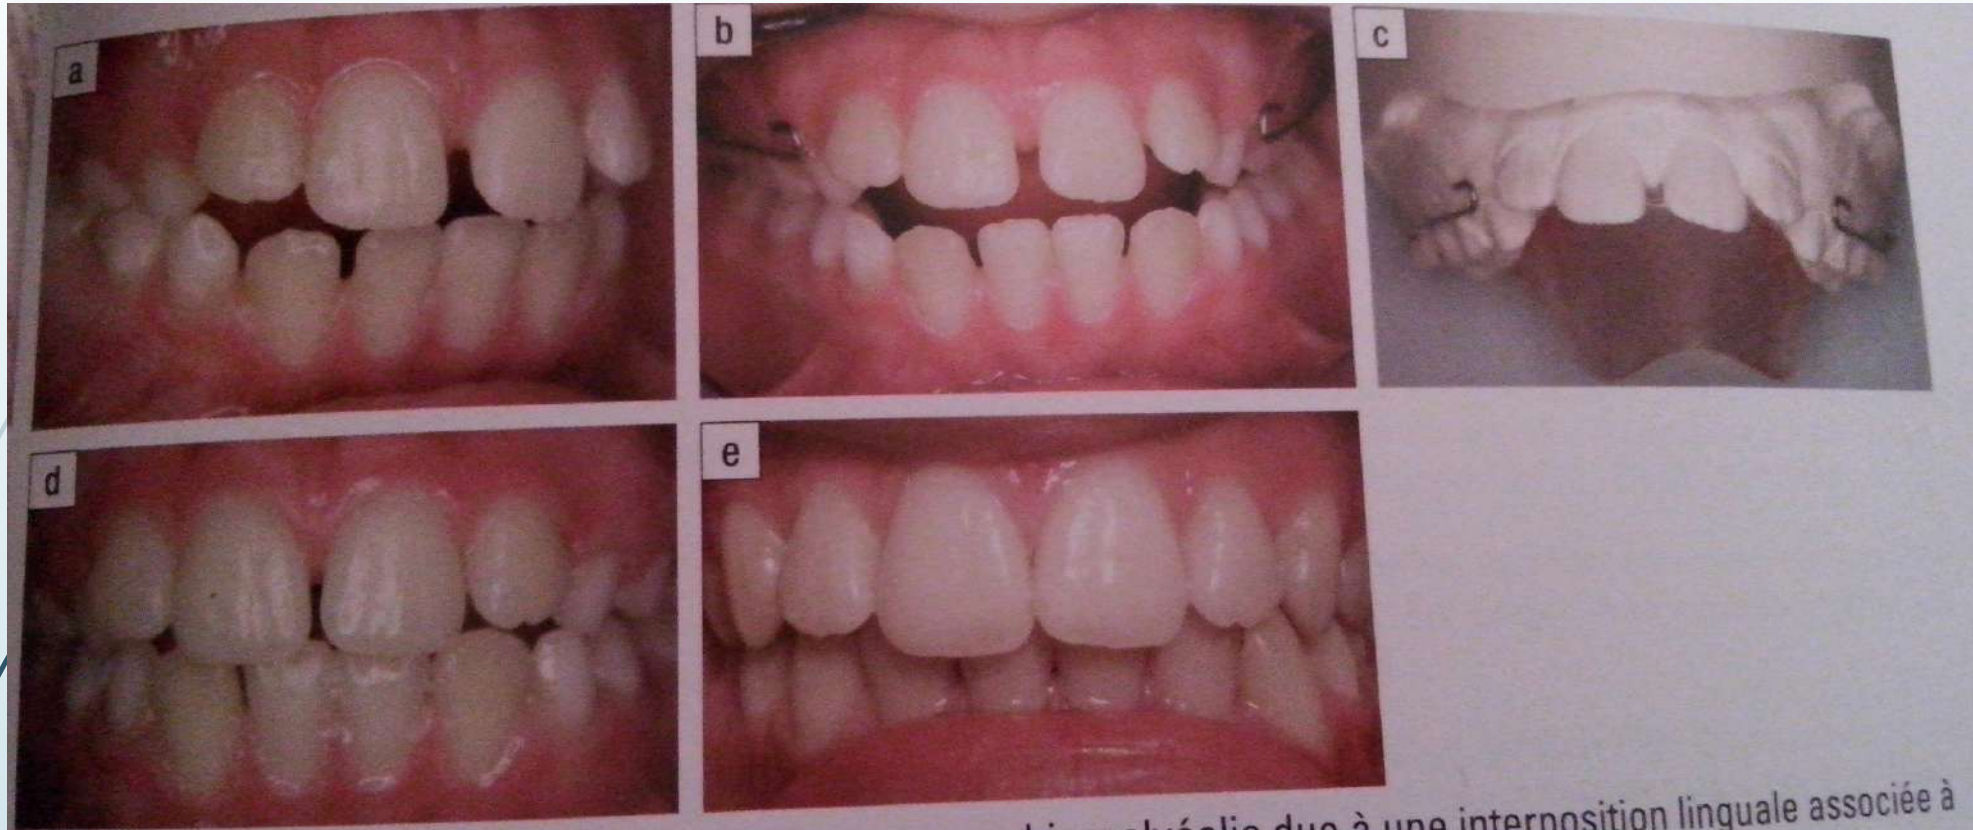 a
b
c
d
e
due à une interposition linguale associée à